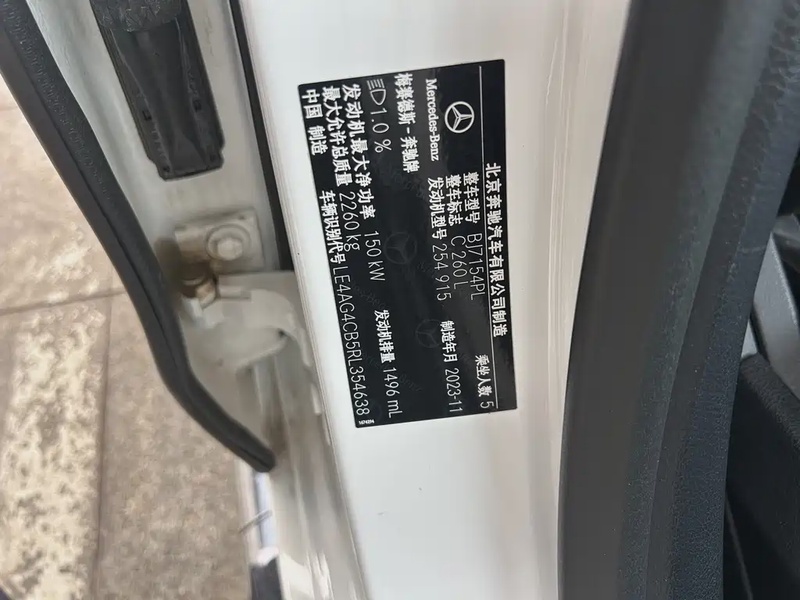 北京奔驰汽车有限公司制造
Mercedes-Benz
整车型号 BJ7154PL
乘坐人数 5
整车标志 C 260 L
发动机型号 254 915
制造年月 2023-11
梅赛德斯-奔驰牌
1.0 %
发动机排量 1496 mL
发动机最大净功率 150 kW
最大允许总质量 2260 kg
车辆识别代号 LE4AG4CB5RL354638
中国 制造